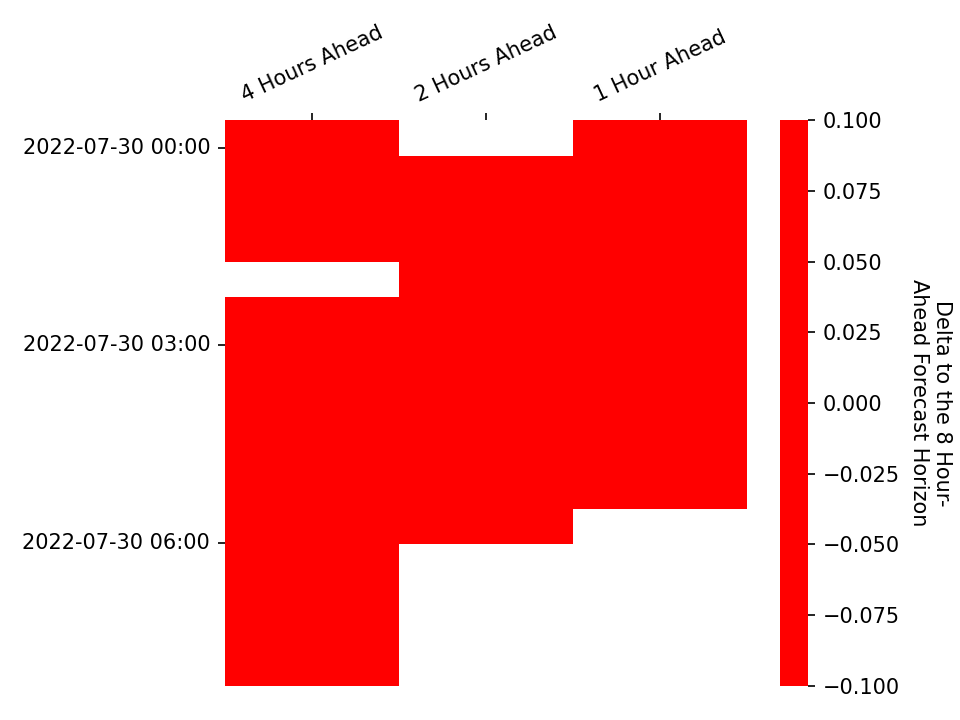 4 Hours Ahead
2 Hours Ahead
1 Hour Ahead
2022-07-30 00:00
2022-07-30 03:00
2022-07-30 06:00
0.100
0.075
0.050
0.025
0.000
−0.025
−0.050
−0.075
−0.100
Delta to the 8 Hour-
Ahead Forecast Horizon